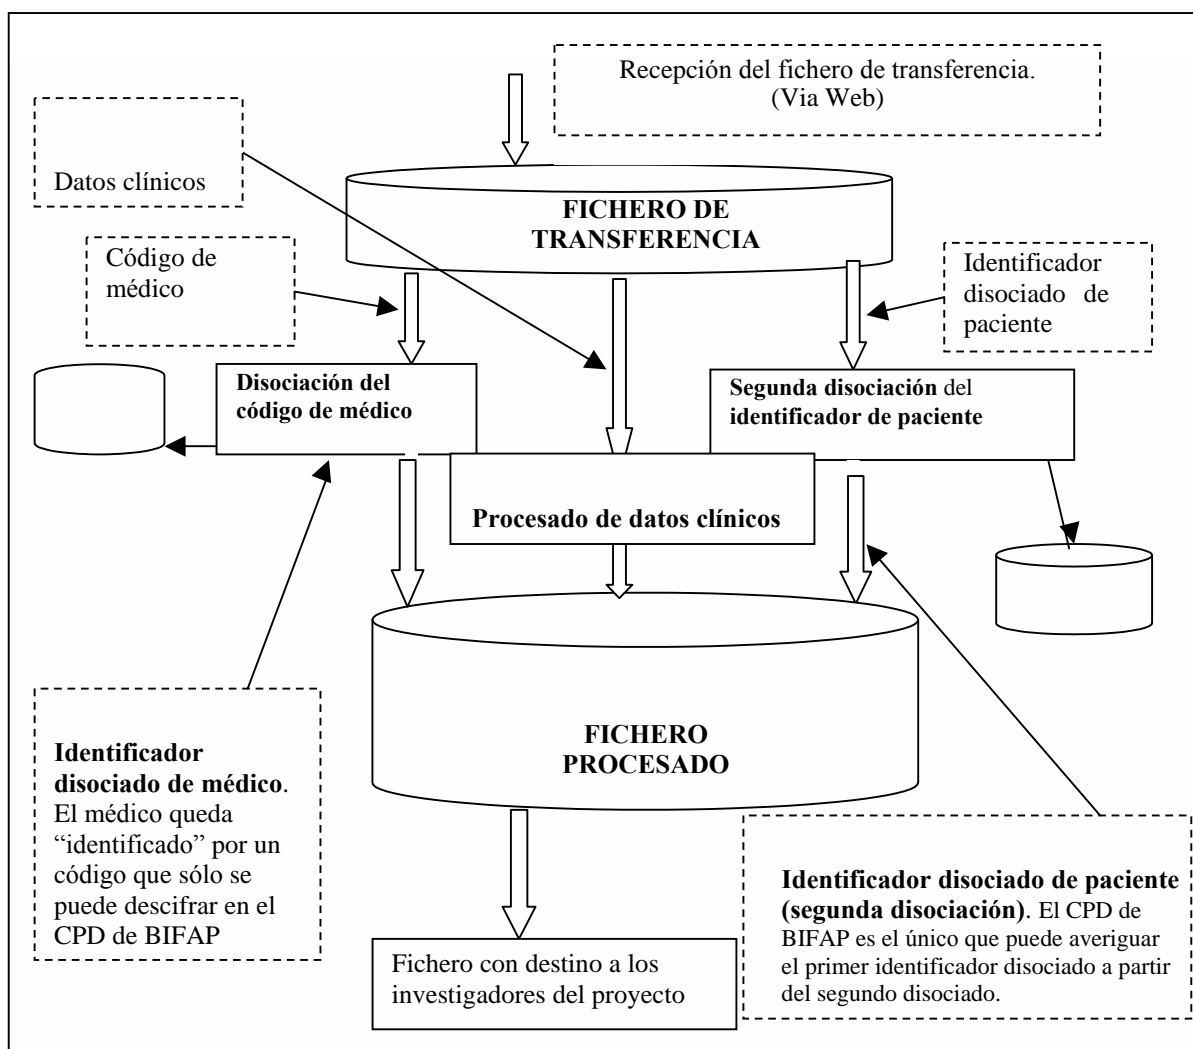 Recepción del fichero de transferencia.
(Via Web)
Datos clínicos
FICHERO DE
TRANSFERENCIA
Código de
médico
Identificador
disociado de
paciente
Disociación del
código de médico
Segunda disociación del
identificador de paciente
Procesado de datos clínicos
FICHERO
PROCESADO
Identificador
disociado de médico.
El médico queda
“identificado” por un
código que sólo se
puede descifrar en el
CPD de BIFAP
Identificador disociado de paciente
(segunda disociación). El CPD de
BIFAP es el único que puede averiguar
el primer identificador disociado a partir
del segundo disociado.
Fichero con destino a los
investigadores del proyecto